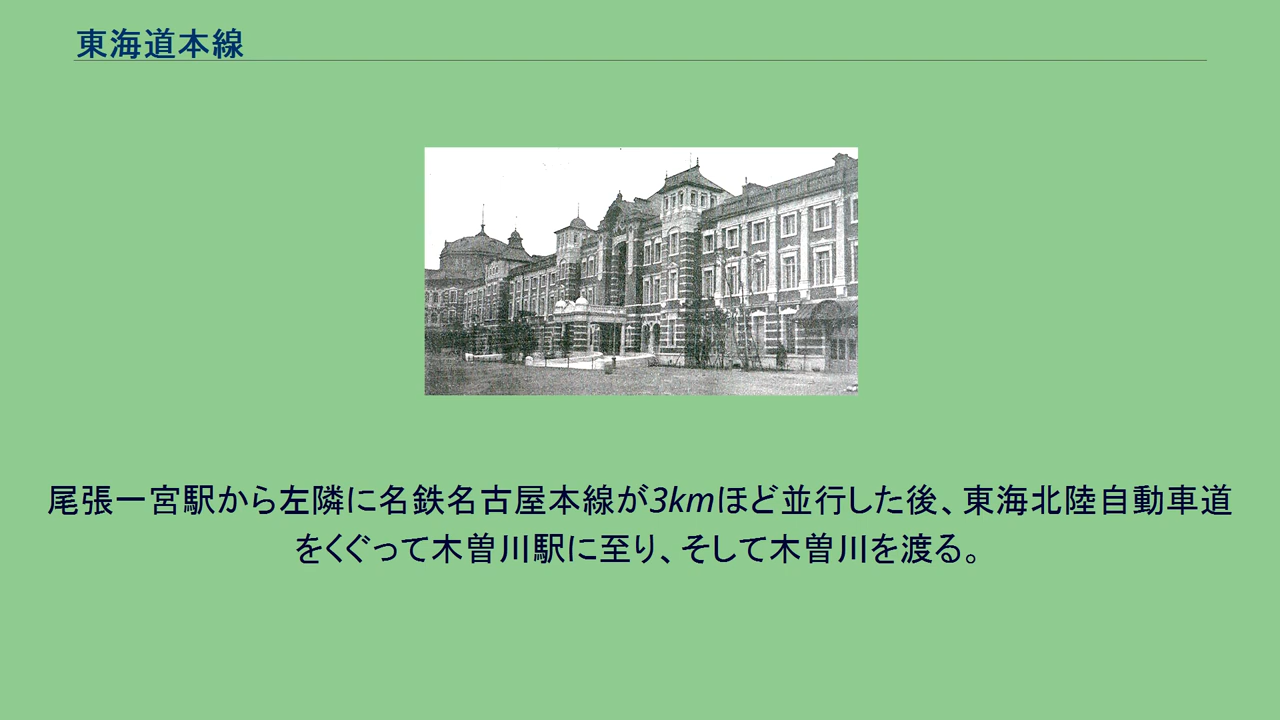 東海道本線
尾張一宮駅から左隣に名鉄名古屋本線が3kmほど並行した後、東海北陸自動車道
をくぐって木曽川駅に至り、そして木曽川を渡る。